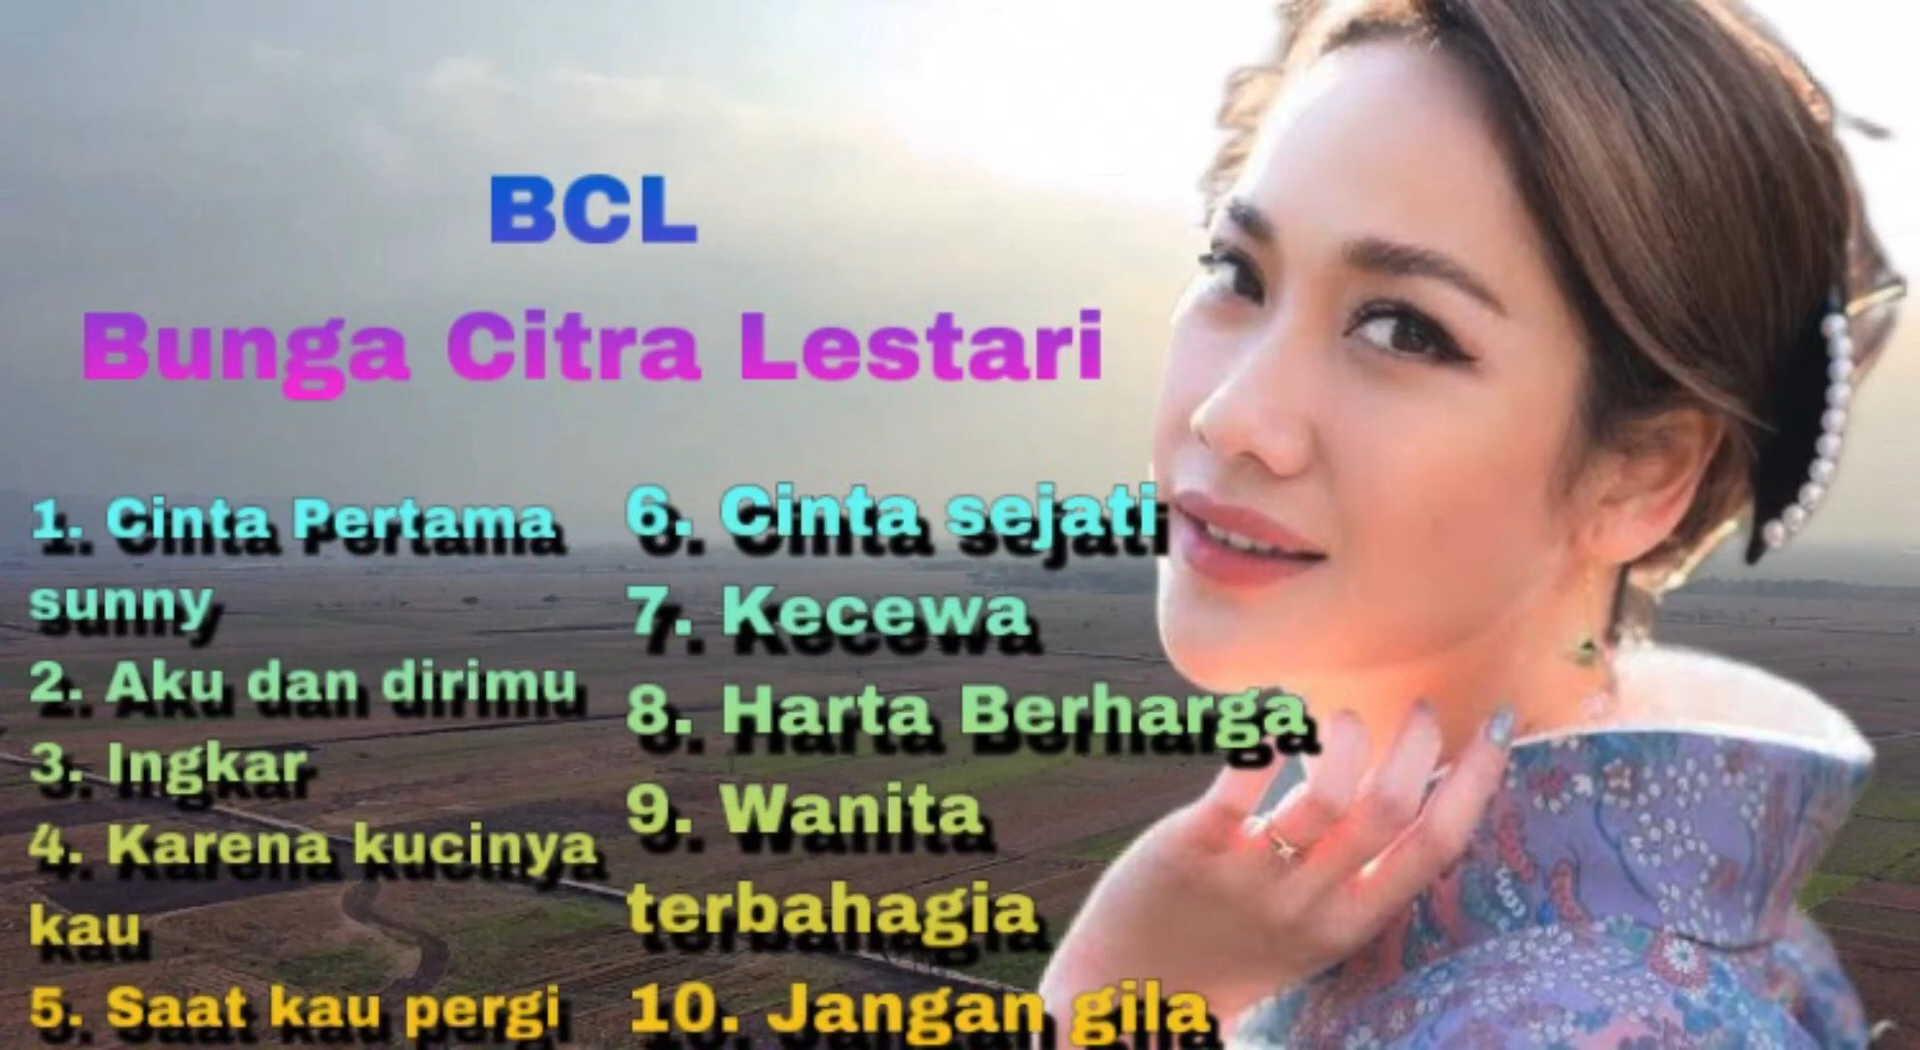 BCL
Bunga Citra Lestari
1. Cinta Pertama
sunny
2. Aku dan dirimu
3. Ingkar
4. Karena kucinya
kau
5. Saat kau pergi
6. Cinta sejati
7. Kecewa
8. Harta Berharga
9. Wanita
terbahagia
10. Jangan gila